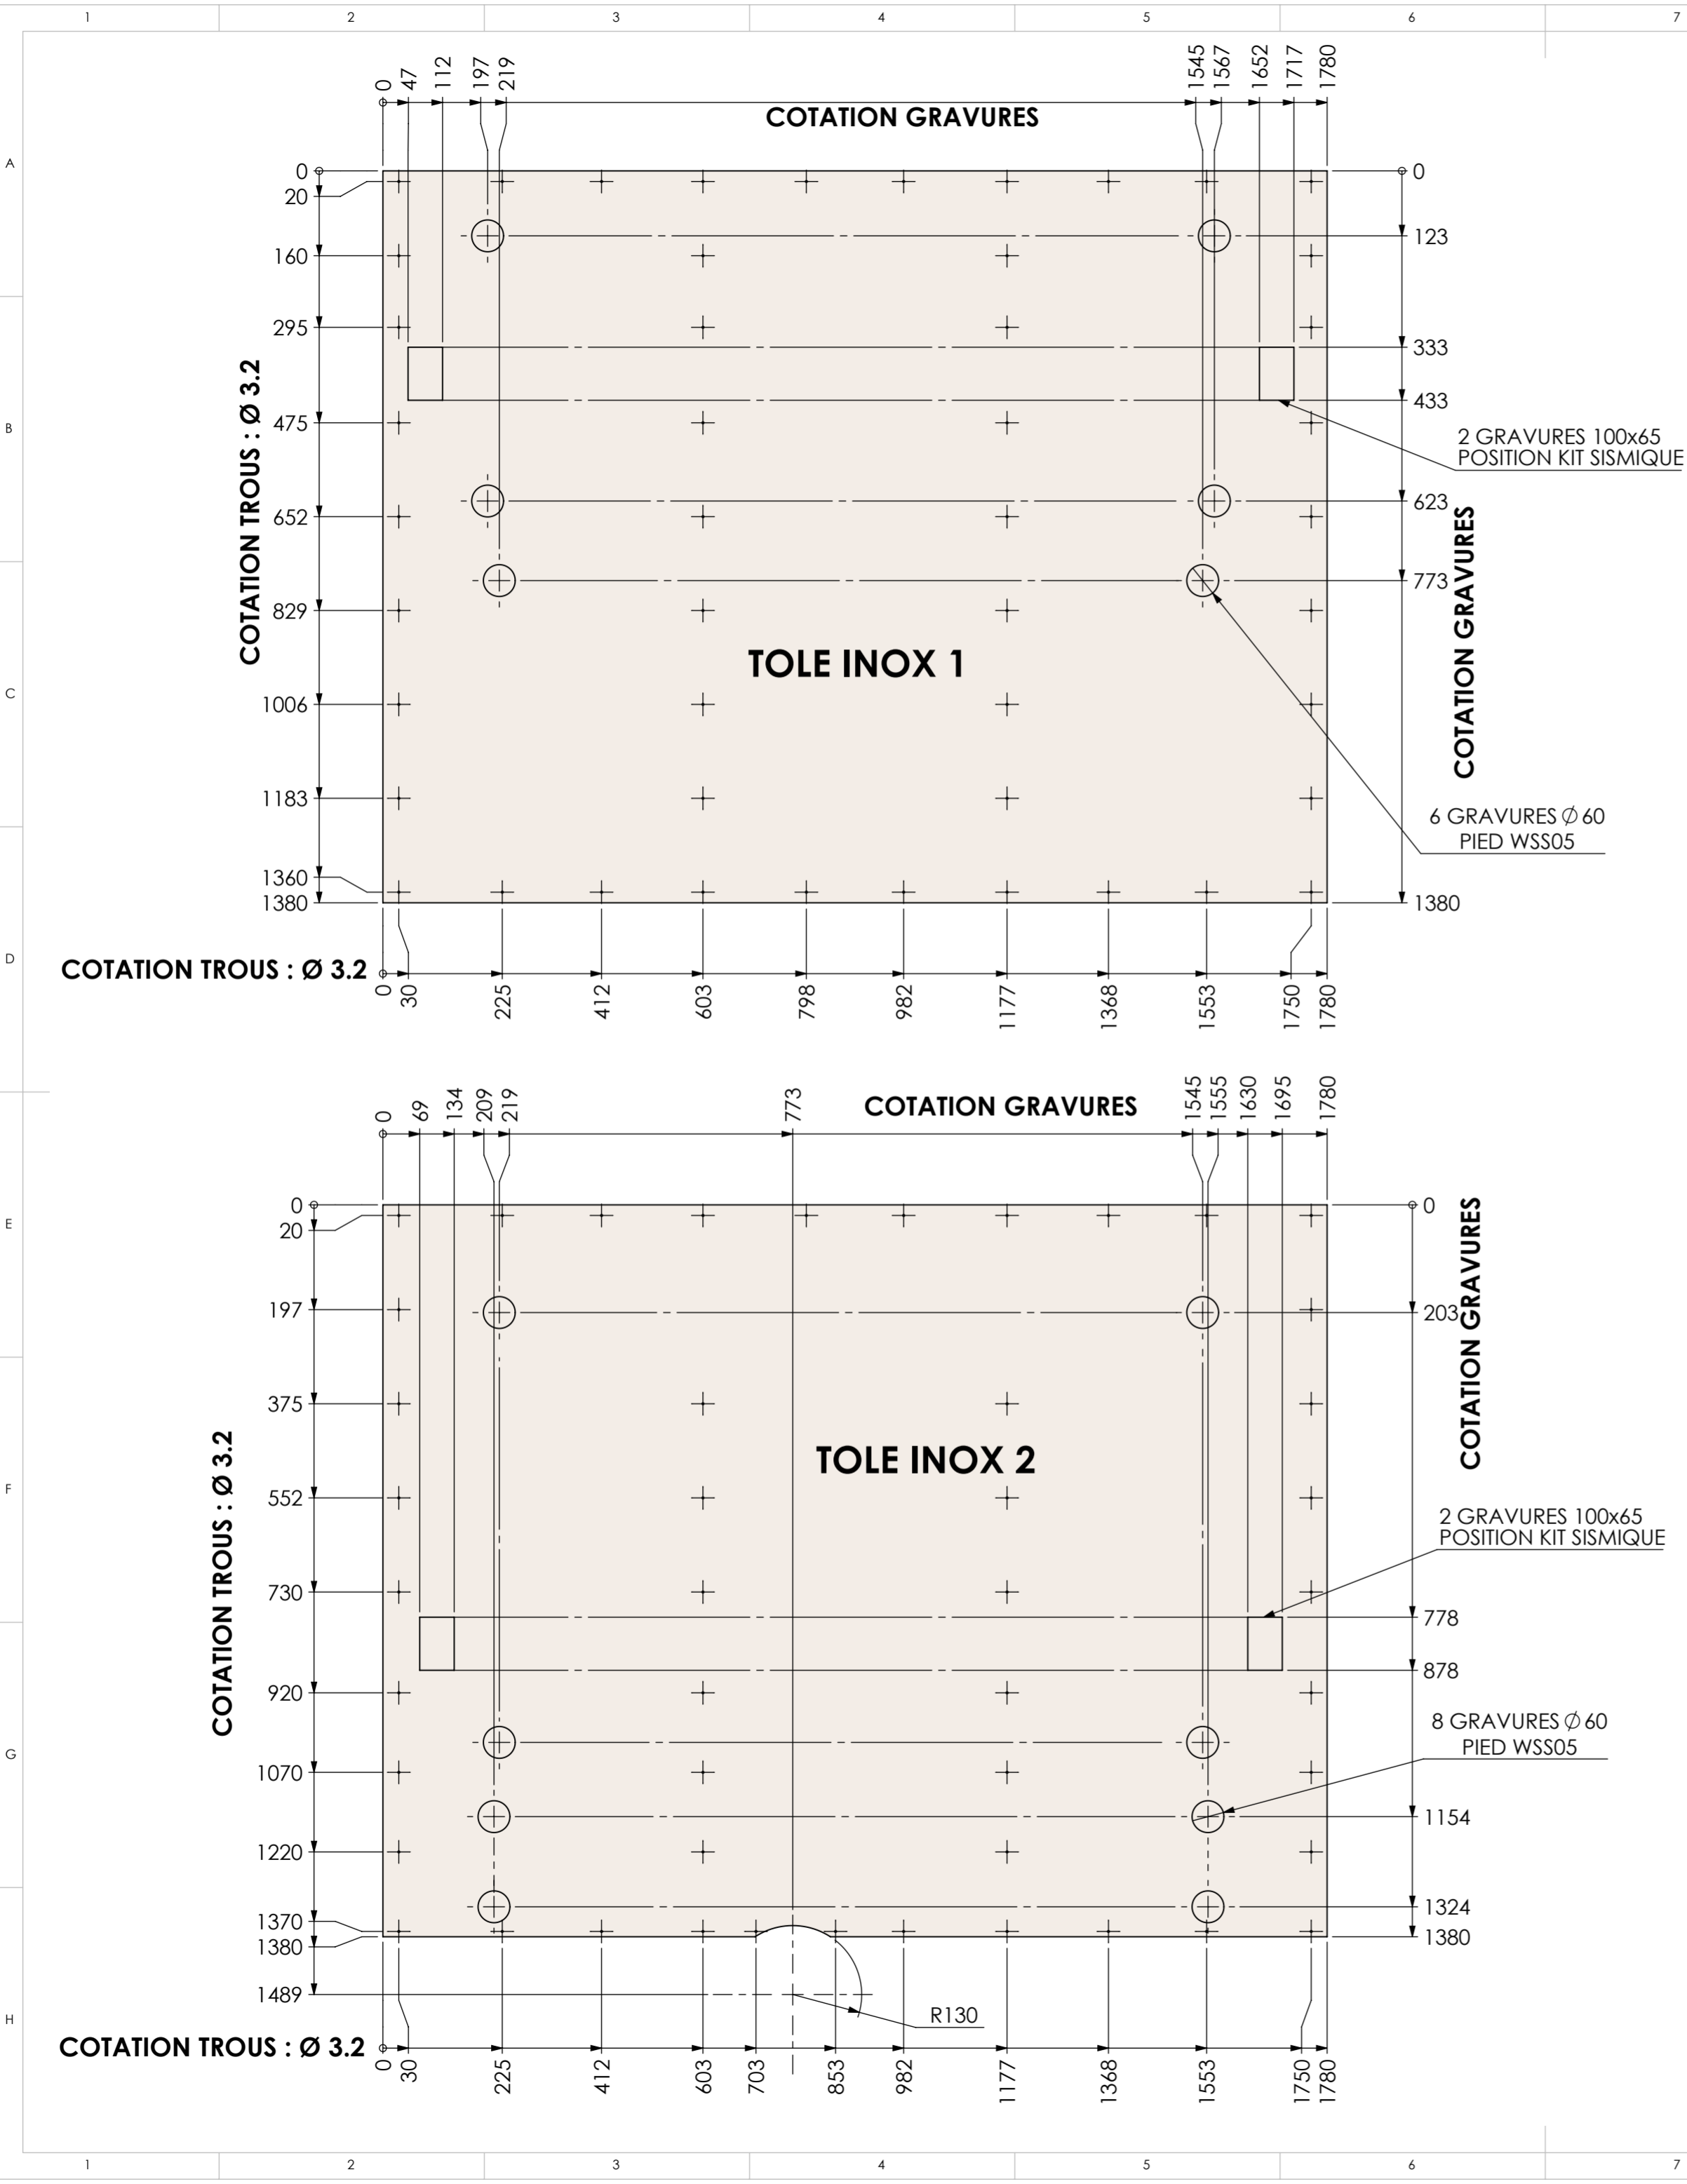 1 2 3 4 5 6 7
A
B
C
D
E
F
G
H
0 47 112 197 219 1545 1567 1652 1717 1780
COTATION GRAVURES
0
20
160
295
475
652
829
1006
1183
1360
1380
COTATION TROUS : Ø 3.2
0
123
333
433
623
773
1380
COTATION GRAVURES
2 GRAVURES 100x65
POSITION KIT SISMIQUE
TOLE INOX 1
6 GRAVURES Ø 60
PIED WSS05
COTATION TROUS : Ø 3.2
0 30 225 412 603 798 982 1177 1368 1553 1750 1780
0 69 134 209 219 773 1545 1555 1630 1695 1780
COTATION GRAVURES
0
20
197
375
552
730
920
1070
1220
1370
1380
1489
COTATION TROUS : Ø 3.2
0
203
778
878
1154
1324
1380
COTATION GRAVURES
TOLE INOX 2
2 GRAVURES 100x65
POSITION KIT SISMIQUE
8 GRAVURES Ø 60
PIED WSS05
R130
COTATION TROUS : Ø 3.2
0 30 225 412 603 703 853 982 1177 1368 1553 1750 1780
1 2 3 4 5 6 7